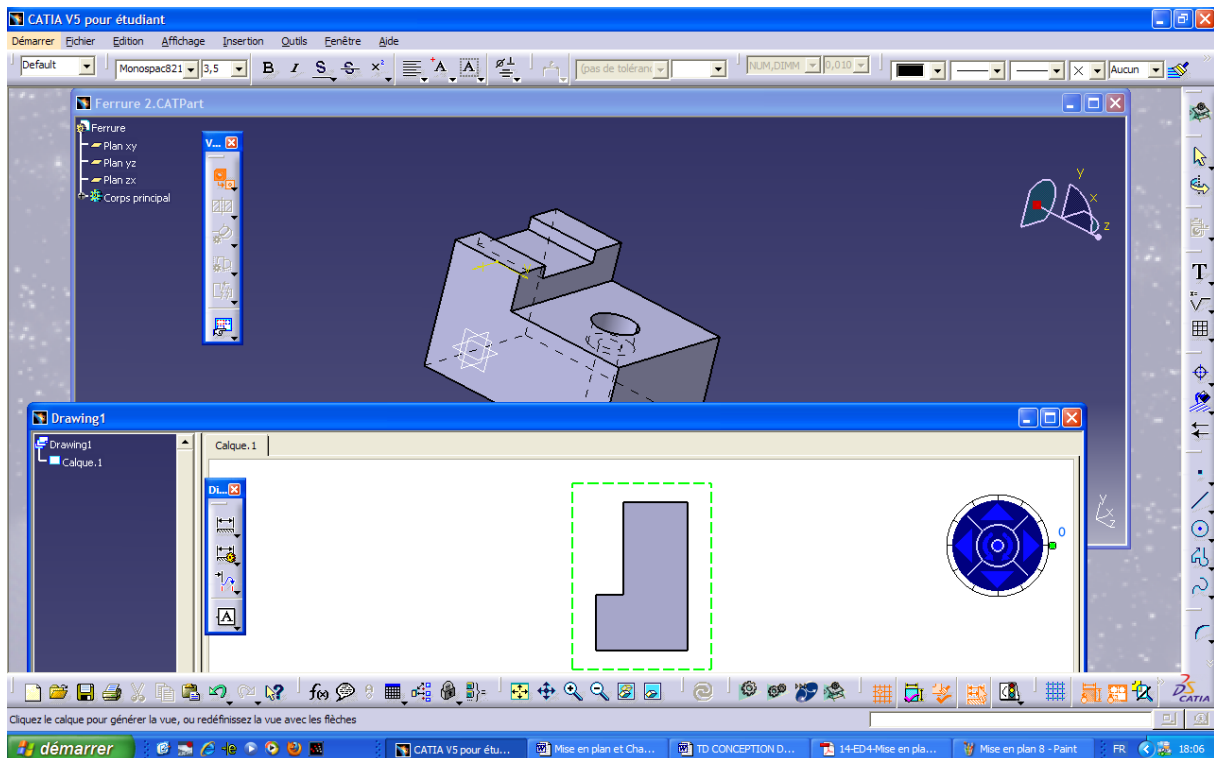 CATIA V5 pour étudiant
Démarrer Fichier Edition Affichage Insertion Outils Fenêtre Aide
Default Monospac821 3,5 B I S S x² A A (pas de toléranc NUM,DIMM 0,010 Aucun
Ferrure 2.CATPart
Ferrure
Plan xy
Plan yz
Plan zx
Corps principal
V...
y
x
z
T
Drawing1
Drawing1
Calque.1
Calque.1
Di...
A
0
y
x
z
f(x)
CATIA
Cliquez le calque pour générer la vue, ou redéfinissez la vue avec les flèches
démarrer CATIA V5 pour étu... Mise en plan et Cha... TD CONCEPTION D... 14-ED4-Mise en pla... Mise en plan 8 - Paint FR 18:06